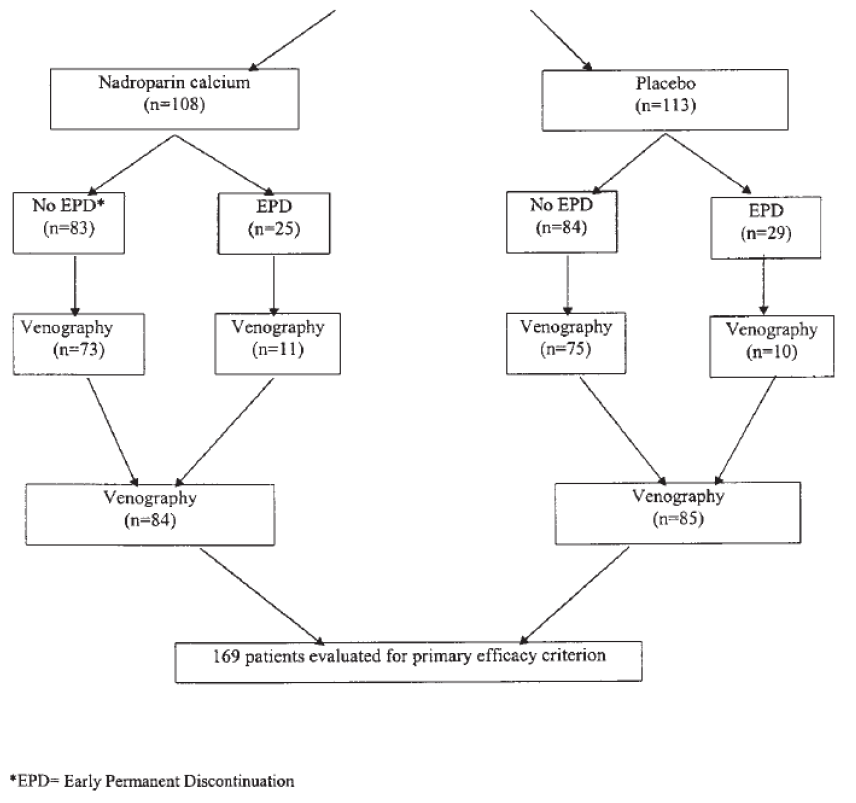 Nadroparin calcium
(n=108)
Placebo
(n=113)
No EPD*
(n=83)
EPD
(n=25)
No EPD
(n=84)
EPD
(n=29)
Venography
(n=73)
Venography
(n=11)
Venography
(n=75)
Venography
(n=10)
Venography
(n=84)
Venography
(n=85)
169 patients evaluated for primary efficacy criterion
*EPD= Early Permanent Discontinuation